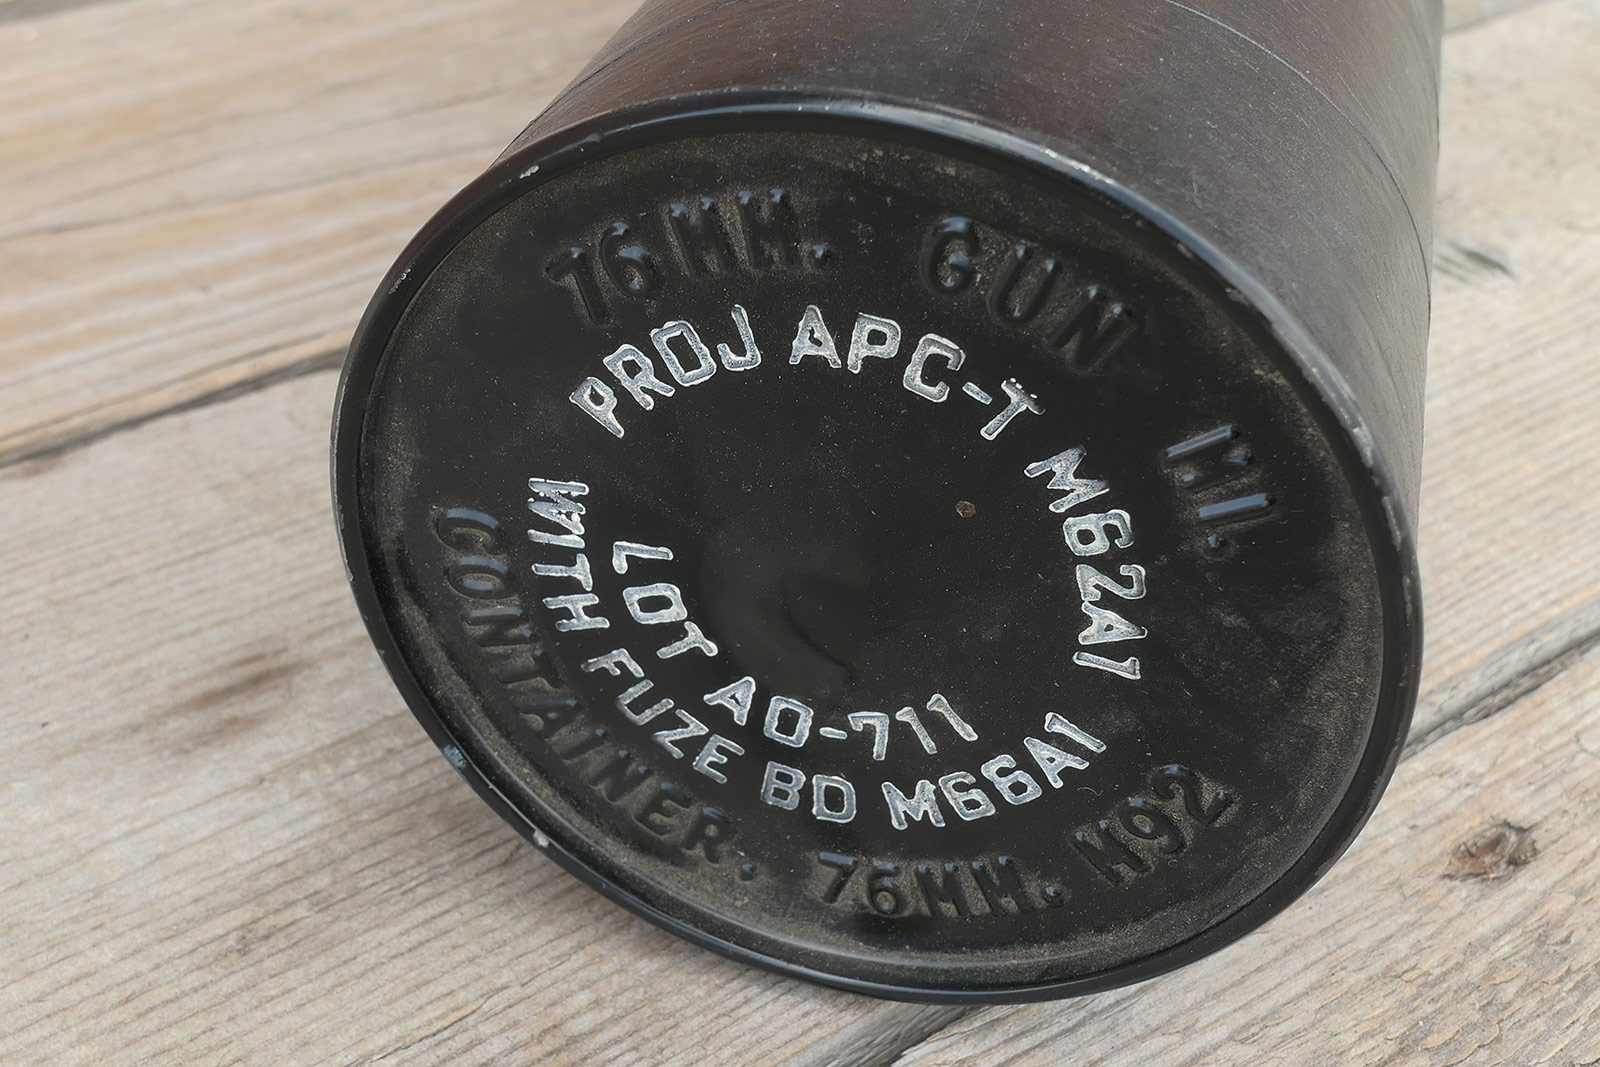 76MM. GUN M1.
PROJ APC-T M62A1
WITH FUZE BD M66A1
LOT AO-711
CONTAINER. 76MM. M92